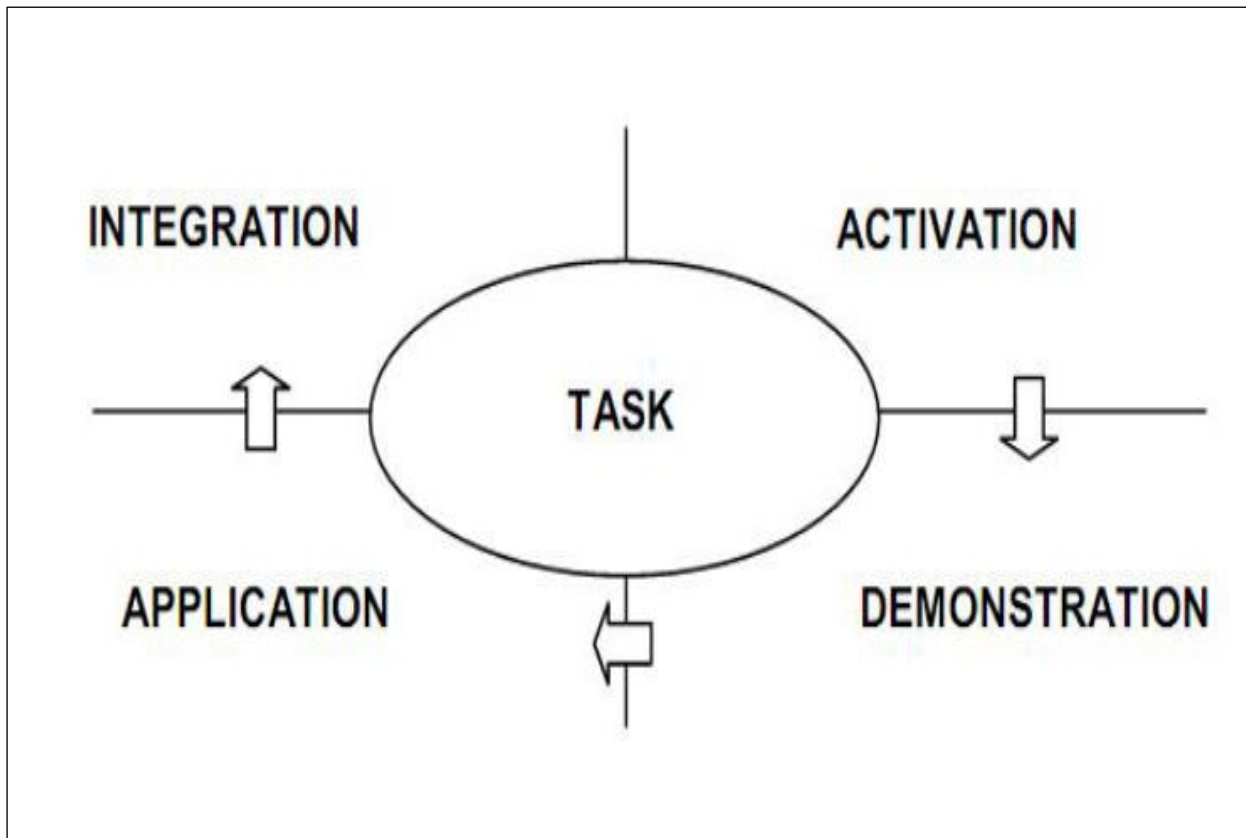 INTEGRATION
ACTIVATION
TASK
APPLICATION
DEMONSTRATION